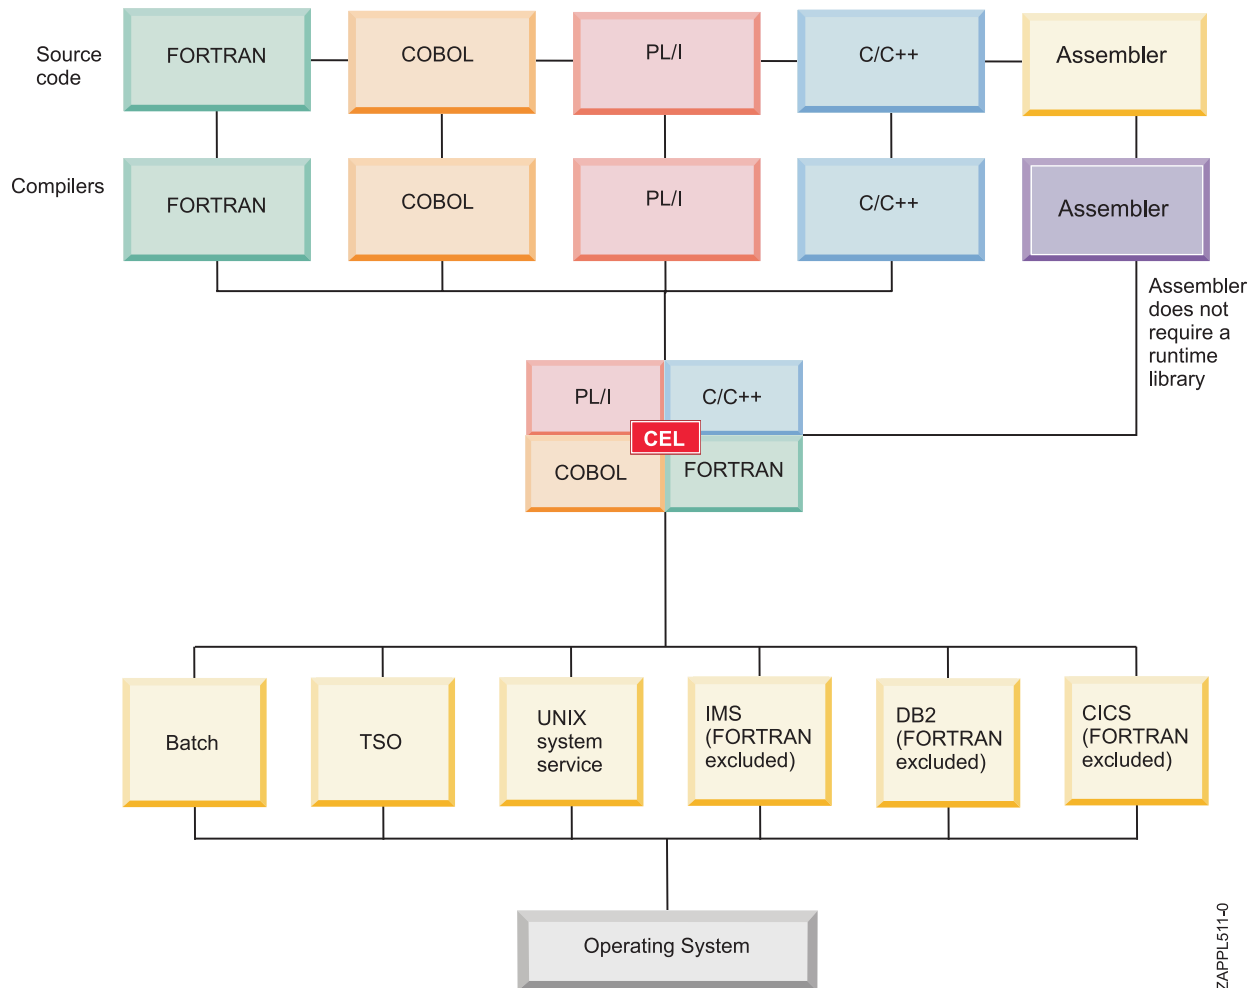 Source
code
FORTRAN
COBOL
PL/I
C/C++
Assembler
Compilers
FORTRAN
COBOL
PL/I
C/C++
Assembler
Assembler
does not
require a
runtime
library
PL/I
C/C++
CEL
COBOL
FORTRAN
Batch
TSO
UNIX
system
service
IMS
(FORTRAN
excluded)
DB2
(FORTRAN
excluded)
CICS
(FORTRAN
excluded)
Operating System
ZAPPL511-0